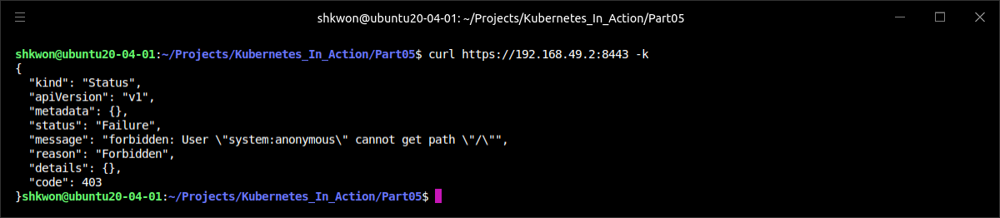 shkwon@ubuntu20-04-01: ~/Projects/Kubernetes_In_Action/Part05
shkwon@ubuntu20-04-01:~/Projects/Kubernetes_In_Action/Part05$ curl https://192.168.49.2:8443 -k
{
  "kind": "Status",
  "apiVersion": "v1",
  "metadata": {},
  "status": "Failure",
  "message": "forbidden: User \"system:anonymous\" cannot get path \"/\"",
  "reason": "Forbidden",
  "details": {},
  "code": 403
}shkwon@ubuntu20-04-01:~/Projects/Kubernetes_In_Action/Part05$